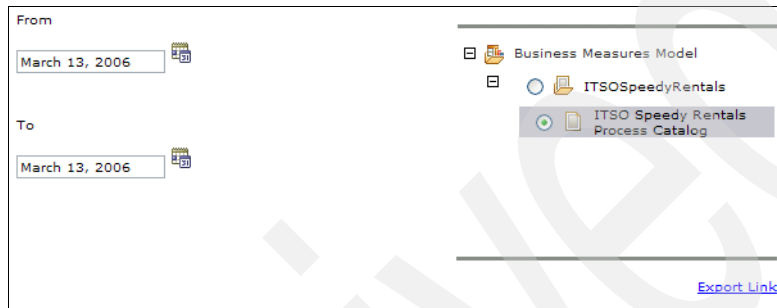 From
March 13, 2006
To
March 13, 2006
Business Measures Model
ITSOSpeedyRentals
ITSO Speedy Rentals
Process Catalog
Export Link